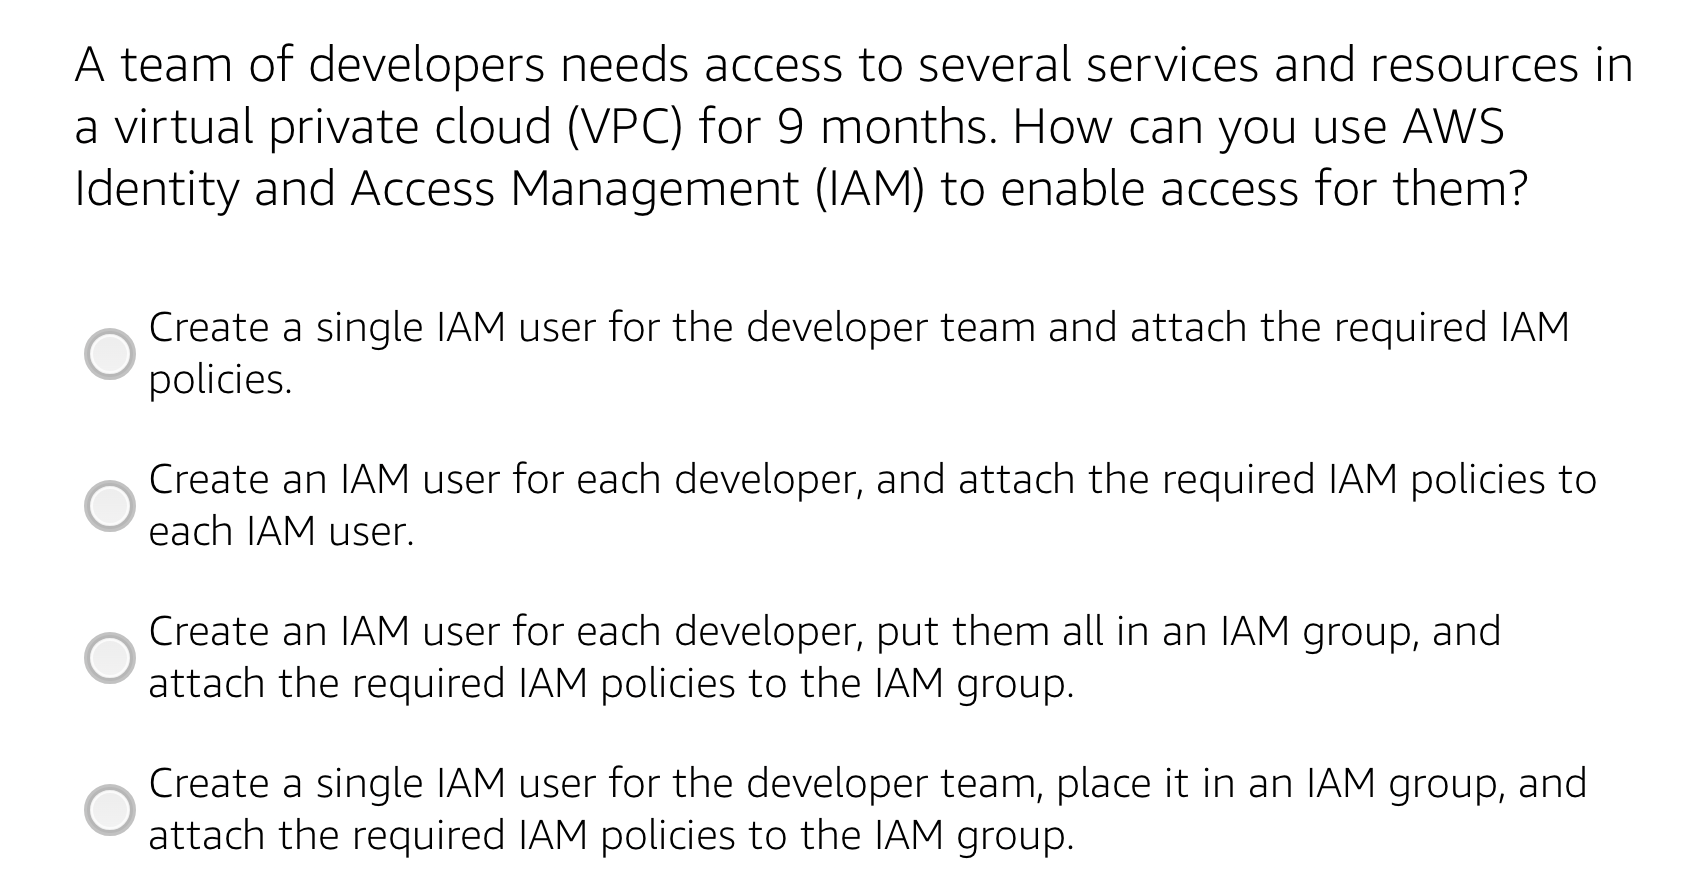 A team of developers needs access to several services and resources in
a virtual private cloud (VPC) for 9 months. How can you use AWS
Identity and Access Management (IAM) to enable access for them?
Create a single IAM user for the developer team and attach the required IAM
policies.
Create an IAM user for each developer, and attach the required IAM policies to
each IAM user.
Create an IAM user for each developer, put them all in an IAM group, and
attach the required IAM policies to the IAM group.
Create a single IAM user for the developer team, place it in an IAM group, and
attach the required IAM policies to the IAM group.